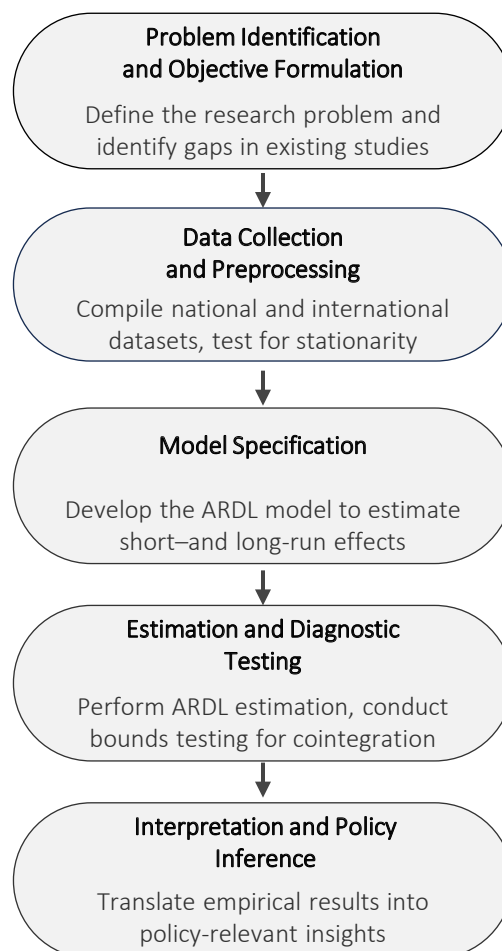 Problem Identification
and Objective Formulation
Define the research problem and
identify gaps in existing studies
Data Collection
and Preprocessing
Compile national and international
datasets, test for stationarity
Model Specification
Develop the ARDL model to estimate
short–and long-run effects
Estimation and Diagnostic
Testing
Perform ARDL estimation, conduct
bounds testing for cointegration
Interpretation and Policy
Inference
Translate empirical results into
policy-relevant insights